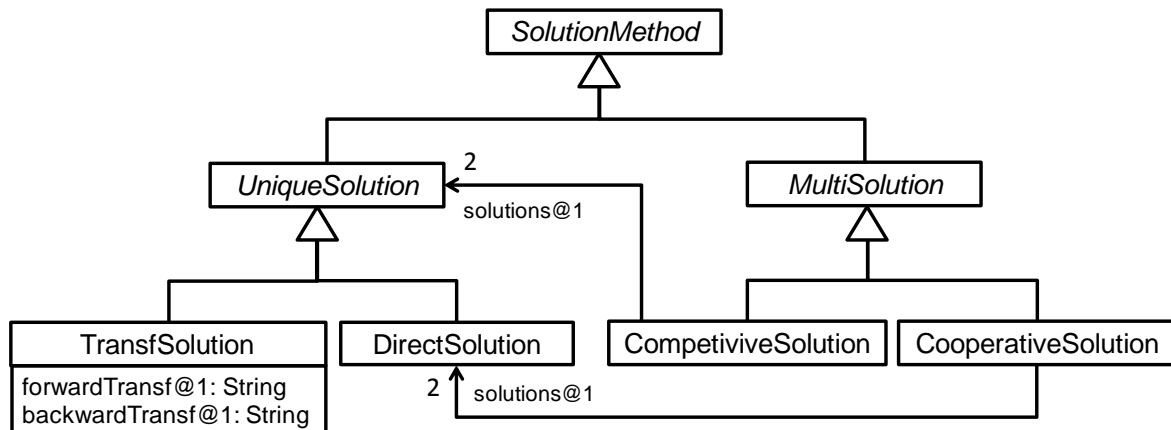 SolutionMethod
2
UniqueSolution
MultiSolution
solutions@1
TransfSolution
DirectSolution
CompetiviveSolution
CooperativeSolution
forwardTransf@1: String
backwardTransf@1: String
2
solutions@1